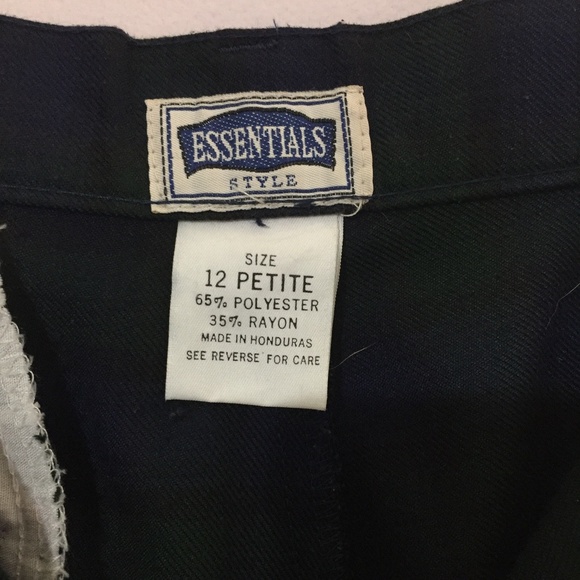 ESSENTIALS
STYLE
SIZE
12 PETITE
65% POLYESTER
35% RAYON
MADE IN HONDURAS
SEE REVERSE FOR CARE